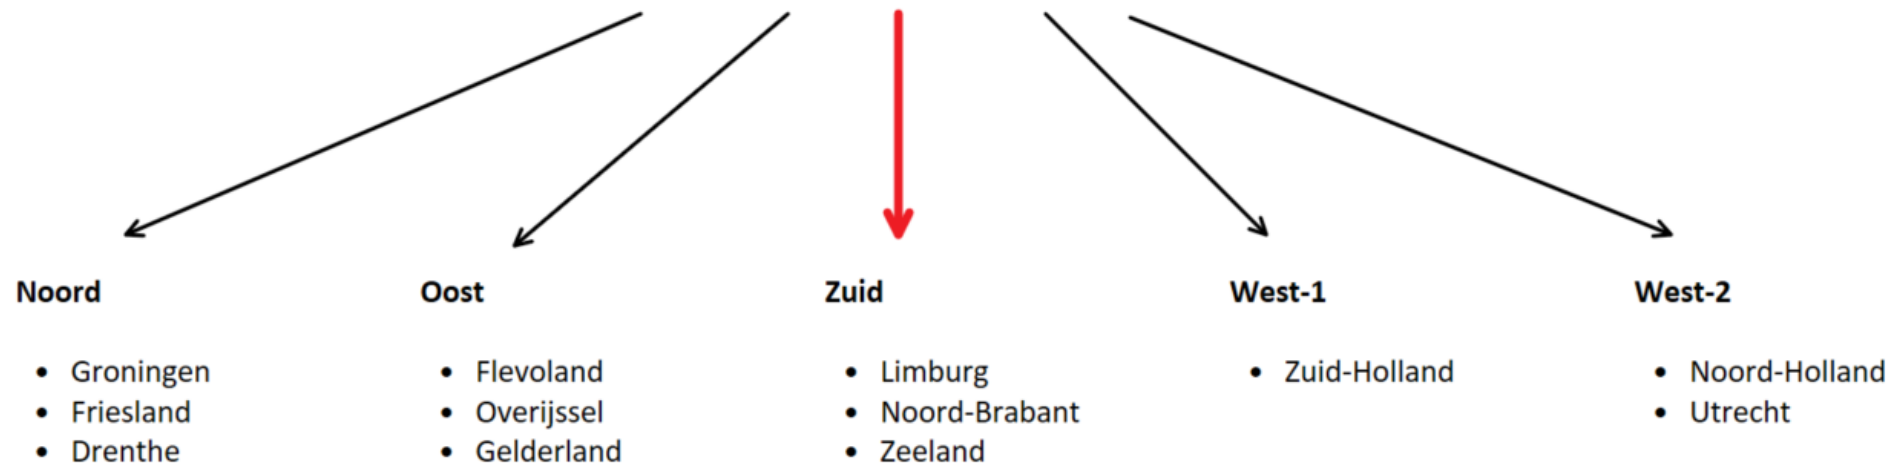 Noord
• Groningen
• Friesland
• Drenthe
Oost
• Flevoland
• Overijssel
• Gelderland
Zuid
• Limburg
• Noord-Brabant
• Zeeland
West-1
• Zuid-Holland
West-2
• Noord-Holland
• Utrecht